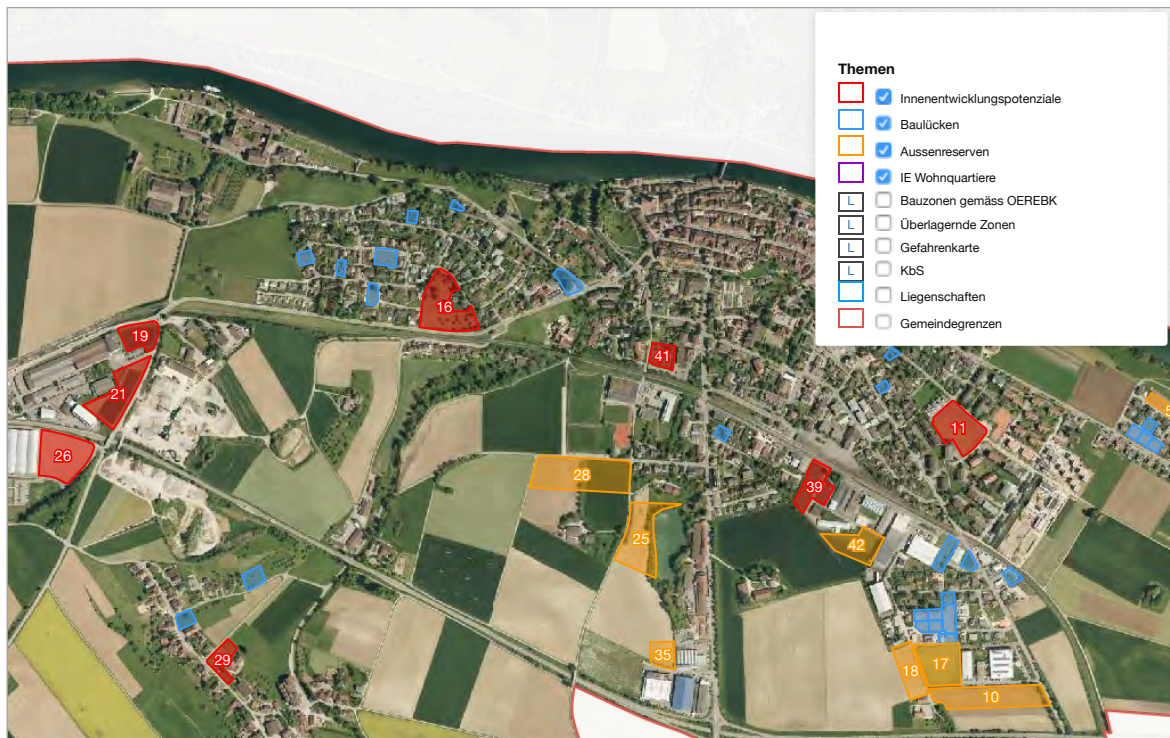 Themen
Innenentwicklungspotenziale
Baulücken
Aussenreserven
IE Wohnquartiere
L Bauzonen gemäss OEREBK
L Überlagernde Zonen
L Gefahrenkarte
L KbS
Liegenschaften
Gemeindegrenzen
16
19
41
21
11
26
28
39
25
42
35
29
18
17
10